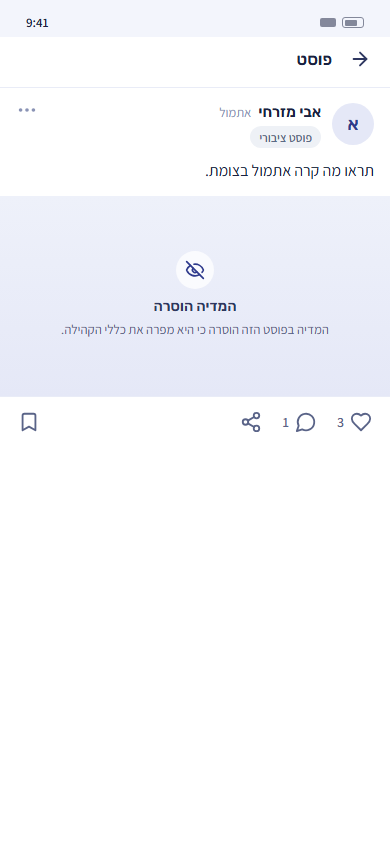 9:41
פוסט
אבי מזרחי אתמול
פוסט ציבורי
א
תראו מה קרה אתמול בצומת.
המדיה הוסרה
המדיה בפוסט הזה הוסרה כי היא מפרה את כללי הקהילה.
3 1